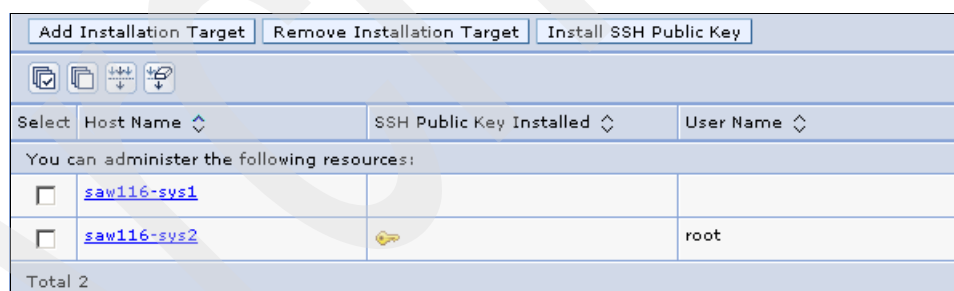 Add Installation Target Remove Installation Target Install SSH Public Key
Select Host Name SSH Public Key Installed User Name
You can administer the following resources:
saw116-sys1
saw116-sys2 root
Total 2